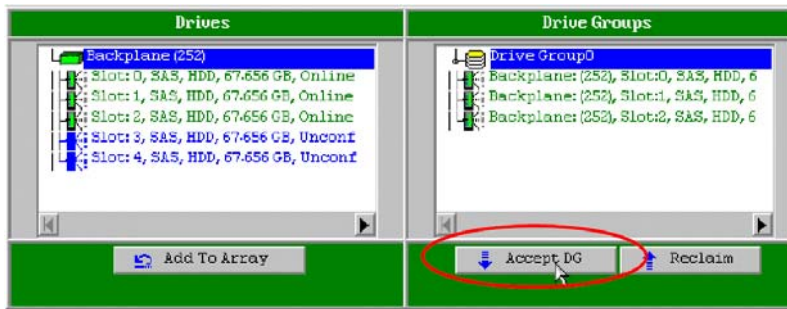 Drives
Backplane (252)
Slot: 0, SAS, HDD, 67.656 GB, Online
Slot: 1, SAS, HDD, 67.656 GB, Online
Slot: 2, SAS, HDD, 67.656 GB, Online
Slot: 3, SAS, HDD, 67.656 GB, Unconf
Slot: 4, SAS, HDD, 67.656 GB, Unconf
Add To Array
Drive Groups
Drive Group0
Backplane: (252), Slot:0, SAS, HDD, 6
Backplane: (252), Slot:1, SAS, HDD, 6
Backplane: (252), Slot:2, SAS, HDD, 6
Accept DG
Reclaim